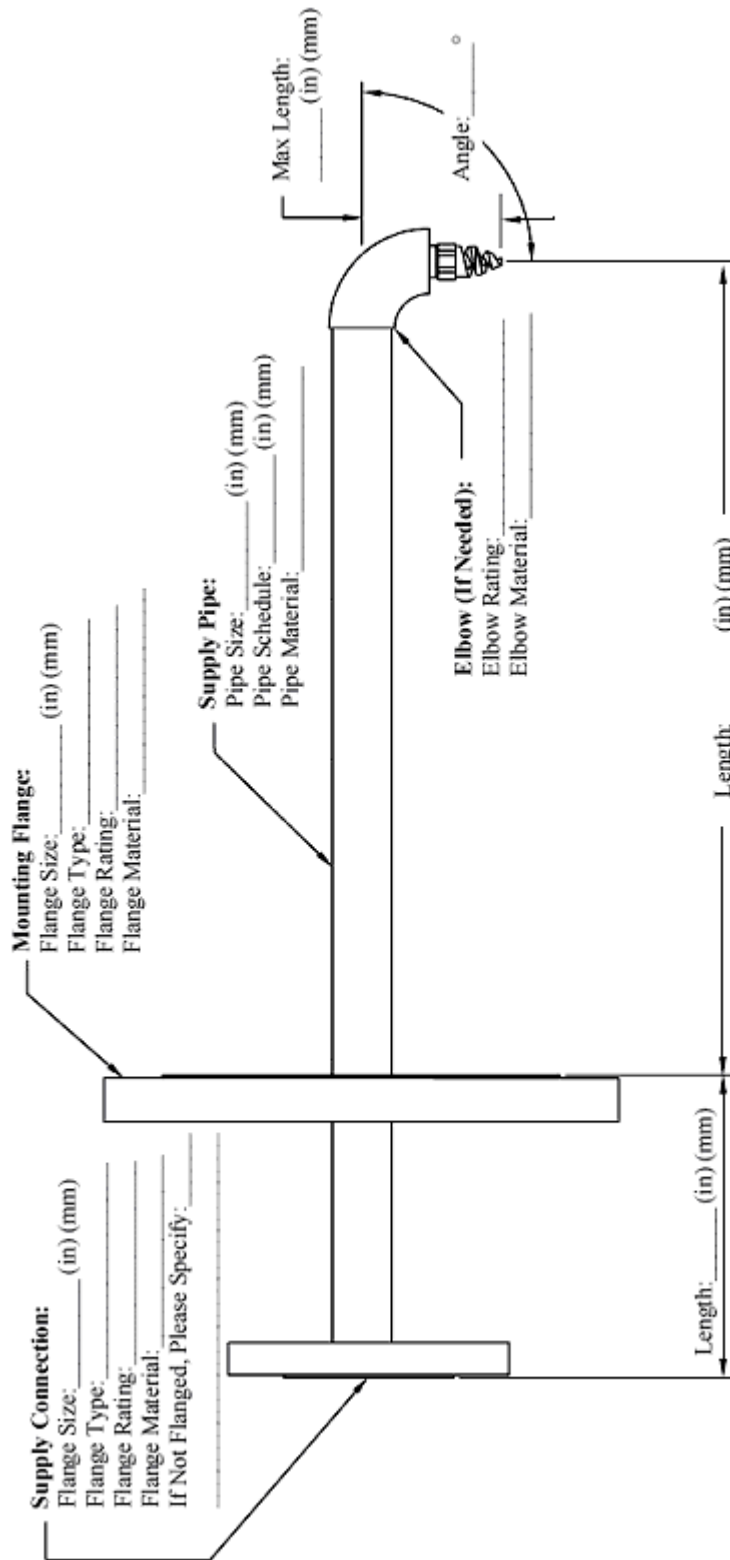 Supply Connection:
Flange Size:________(in) (mm)
Flange Type:________
Flange Rating:________
Flange Material:________
If Not Flanged, Please Specify:________
Mounting Flange:
Flange Size:________(in) (mm)
Flange Type:________
Flange Rating:________
Flange Material:________
Supply Pipe:
Pipe Size:________(in) (mm)
Pipe Schedule:________(in) (mm)
Pipe Material:________
Max Length:
________(in) (mm)
Angle:________°
Elbow (If Needed):
Elbow Rating:________
Elbow Material:________
Length:________(in) (mm)
Length:________(in) (mm)